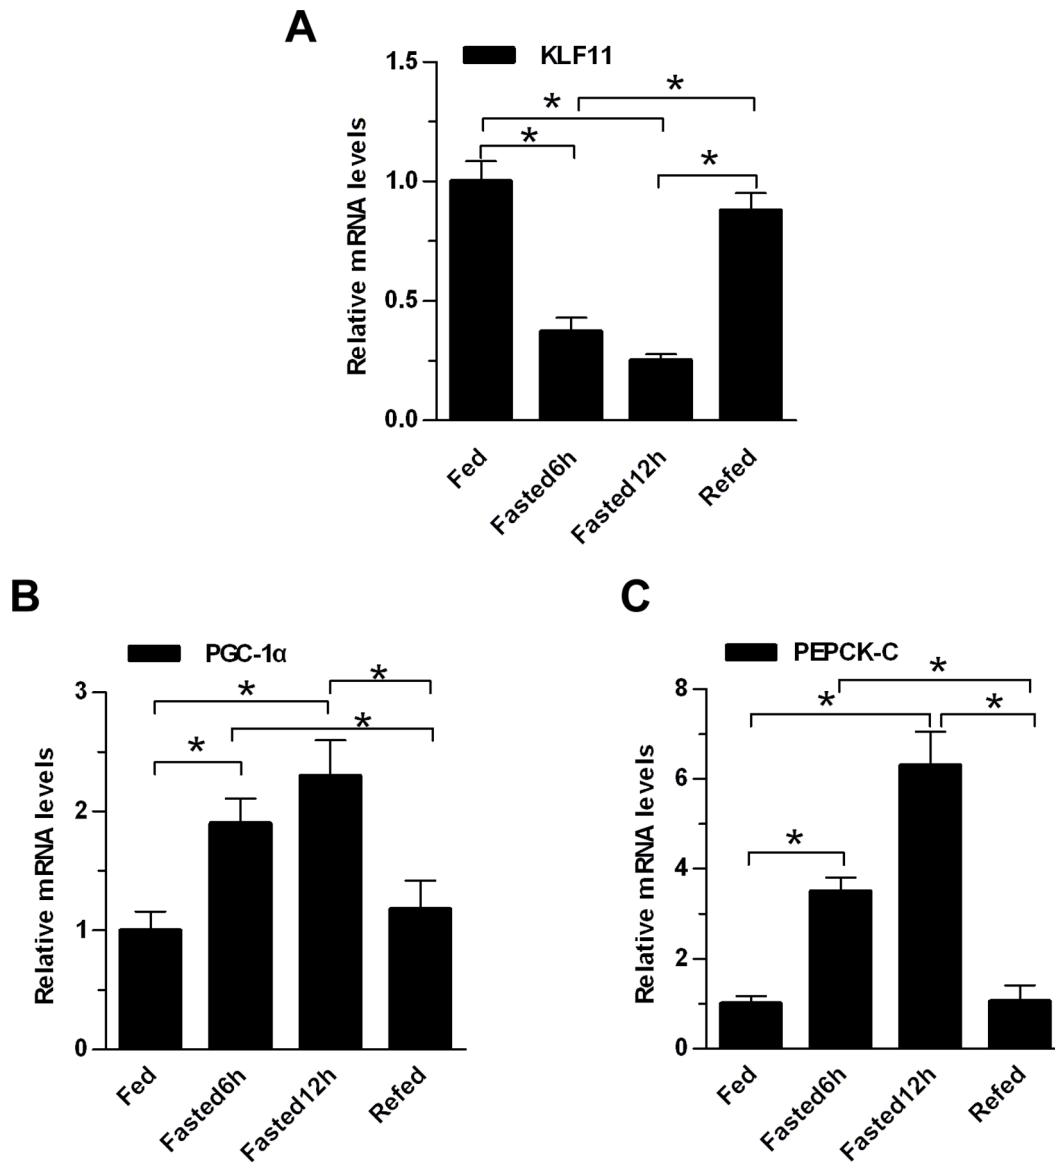 A
KLF11
Relative mRNA levels
1.5
1.0
0.5
0.0
*
*
*
*
Fed
Fasted6h
Fasted12h
Refed
B
PGC-1α
Relative mRNA levels
3
2
1
0
*
*
*
*
Fed
Fasted6h
Fasted12h
Refed
C
PEPCK-C
Relative mRNA levels
8
6
4
2
0
*
*
*
*
Fed
Fasted6h
Fasted12h
Refed